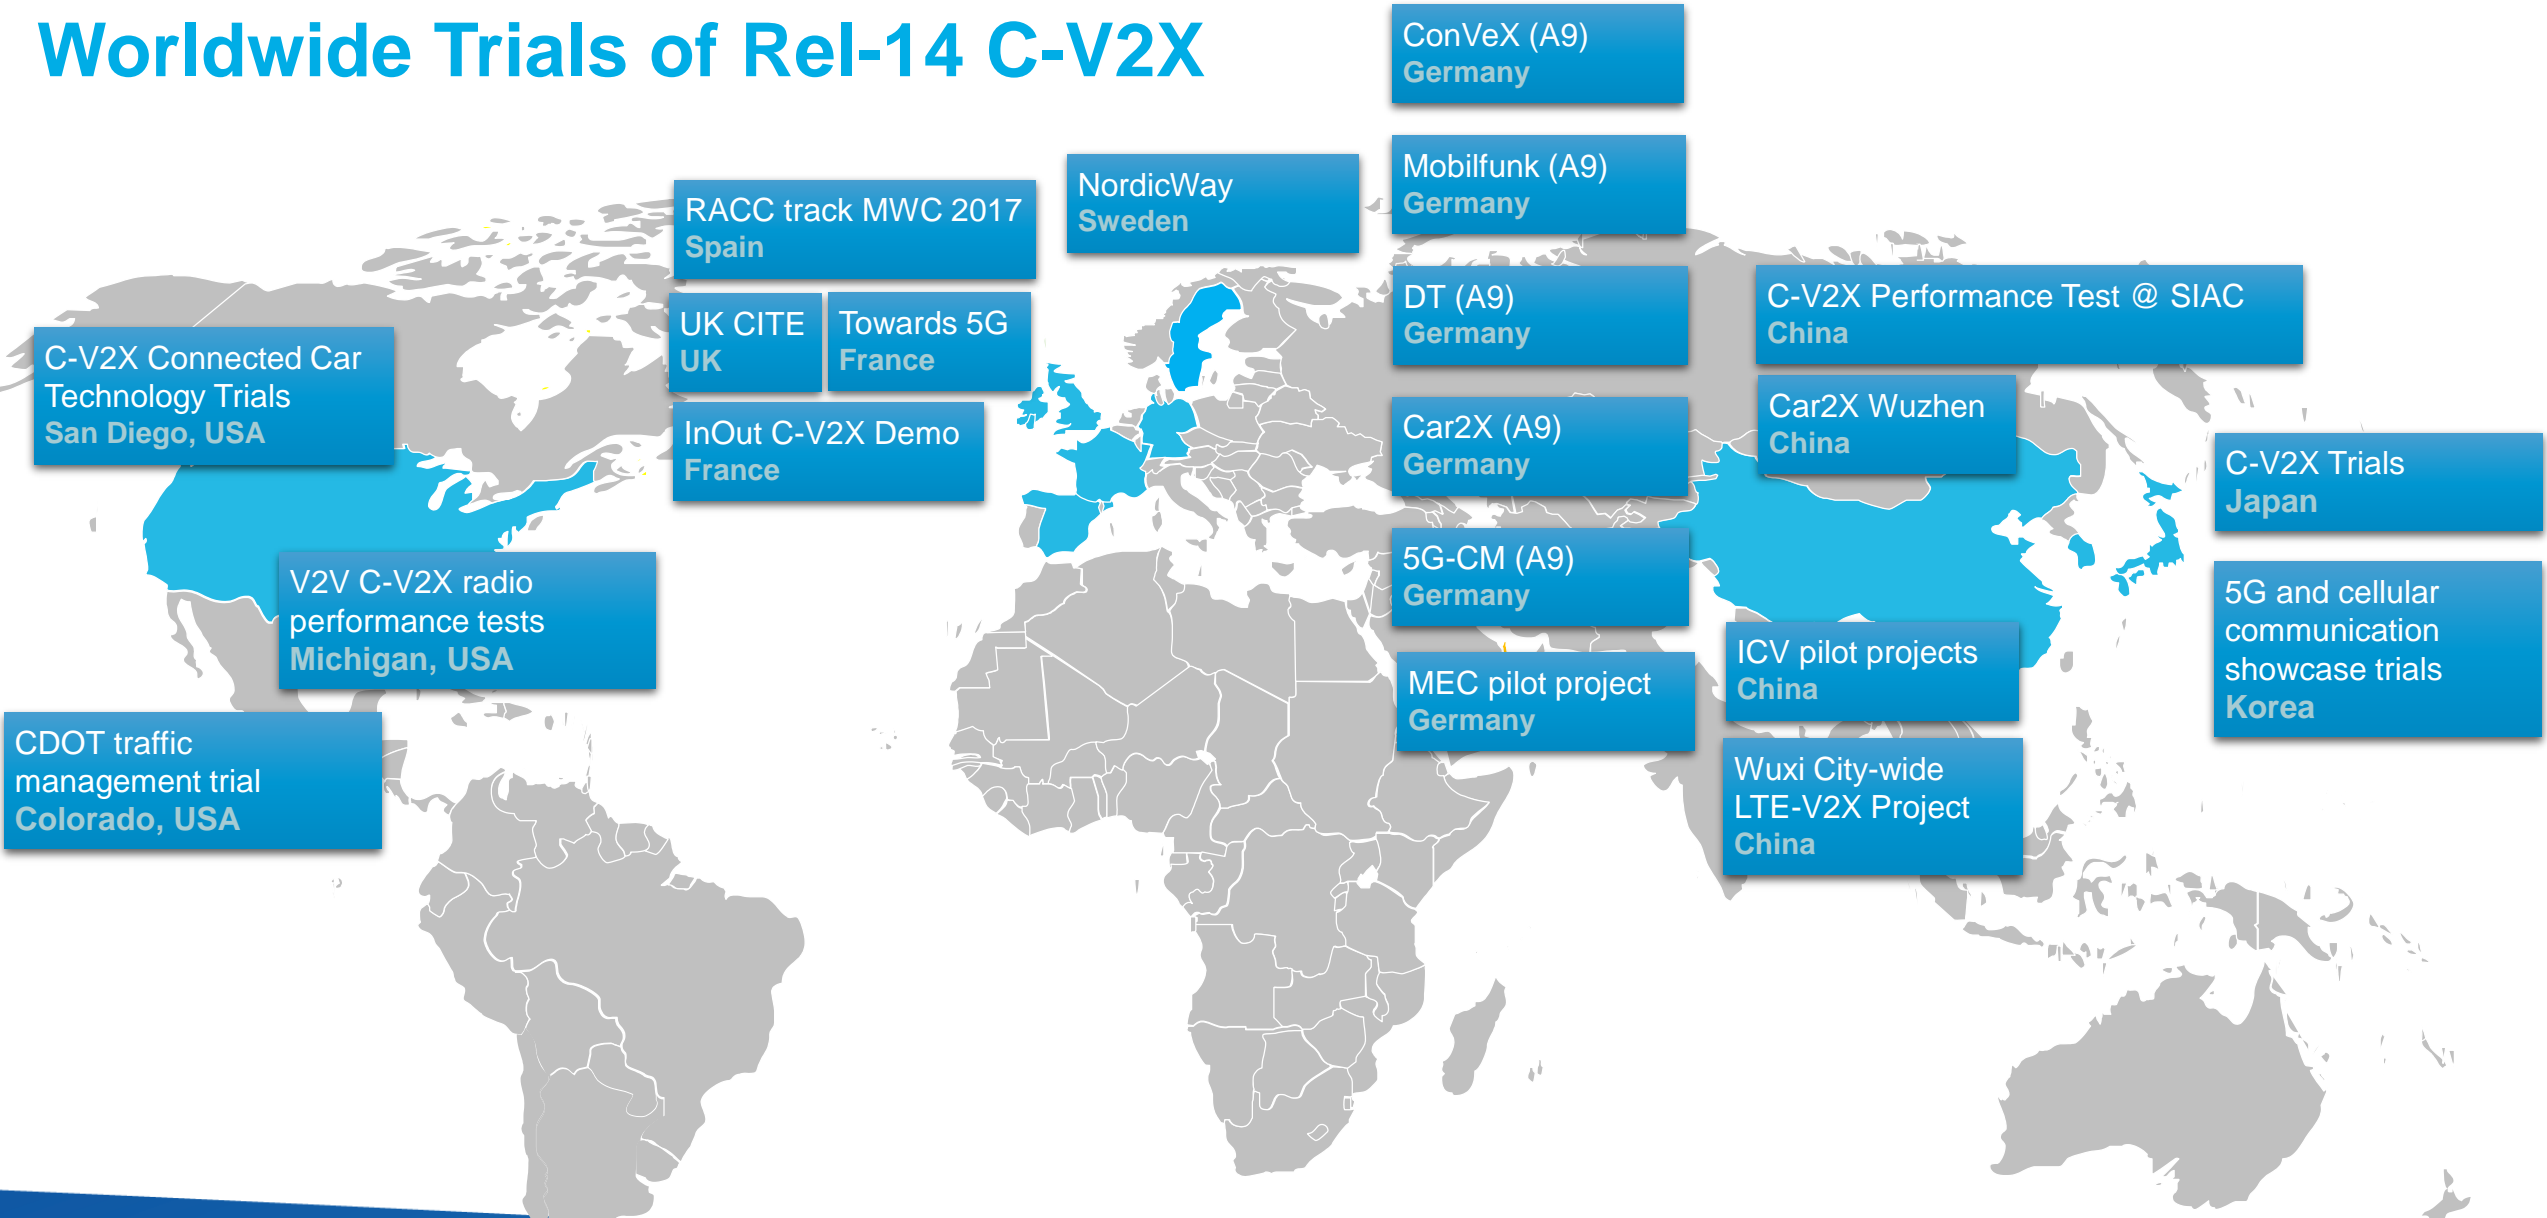 Worldwide Trials of Rel-14 C-V2X
ConVeX (A9)
Germany
Mobilfunk (A9)
Germany
NordicWay
Sweden
RACC track MWC 2017
Spain
DT (A9)
Germany
C-V2X Performance Test @ SIAC
China
UK CITE
UK
Towards 5G
France
C-V2X Connected Car
Technology Trials
San Diego, USA
Car2X Wuzhen
China
Car2X (A9)
Germany
InOut C-V2X Demo
France
C-V2X Trials
Japan
5G-CM (A9)
Germany
V2V C-V2X radio
performance tests
Michigan, USA
5G and cellular
communication
showcase trials
Korea
ICV pilot projects
China
MEC pilot project
Germany
CDOT traffic
management trial
Colorado, USA
Wuxi City-wide
LTE-V2X Project
China